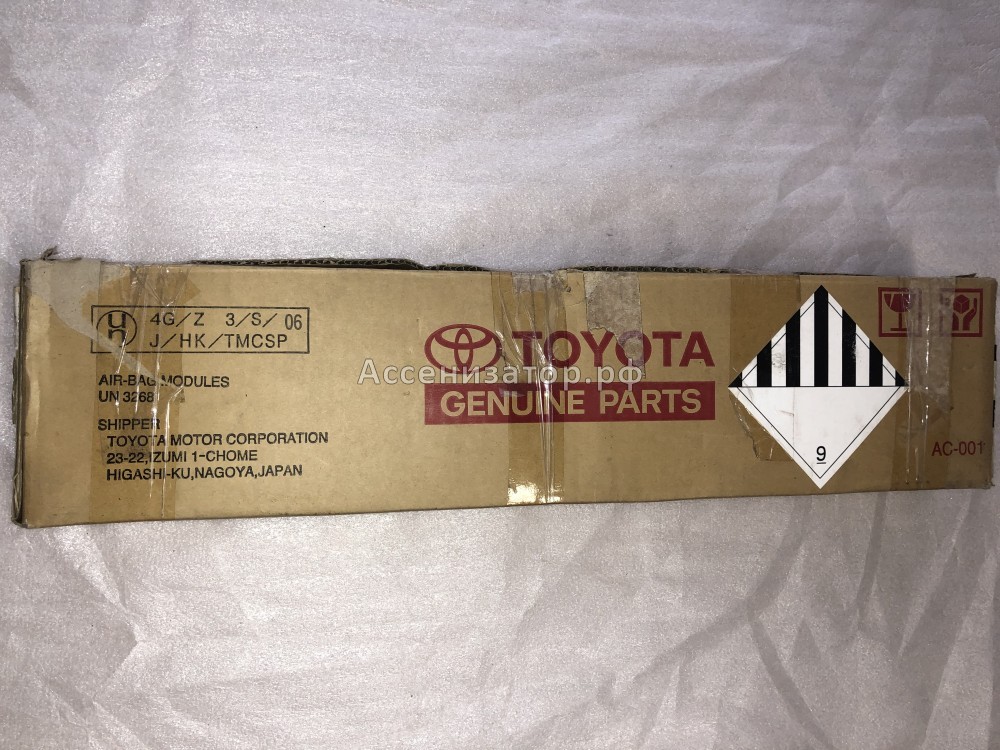 un
4G/Z 3/S/ 06
J/HK/TMCSP
AIR-BAG MODULES
UN 3268
SHIPPER
TOYOTA MOTOR CORPORATION
23-22,IZUMI 1-CHOME
HIGASHI-KU,NAGOYA,JAPAN
TOYOTA
GENUINE PARTS
Ассенизатор.рф
9
AC-001